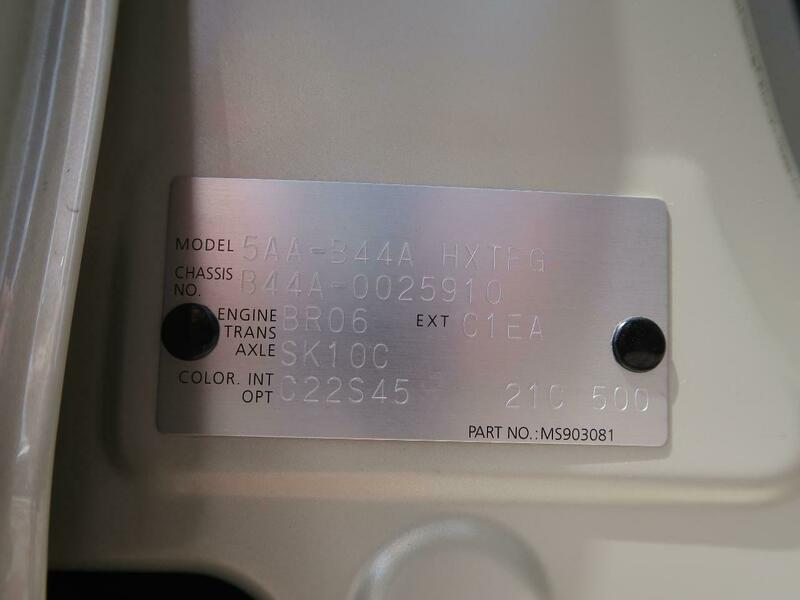 MODEL 5AA-B44A HXTFG
CHASSIS NO. B44A-0025910
ENGINE BR06 EXT C1EA
TRANS AXLE SK10C
COLOR. INT OPT C22S45 21C 500
PART NO.:MS903081